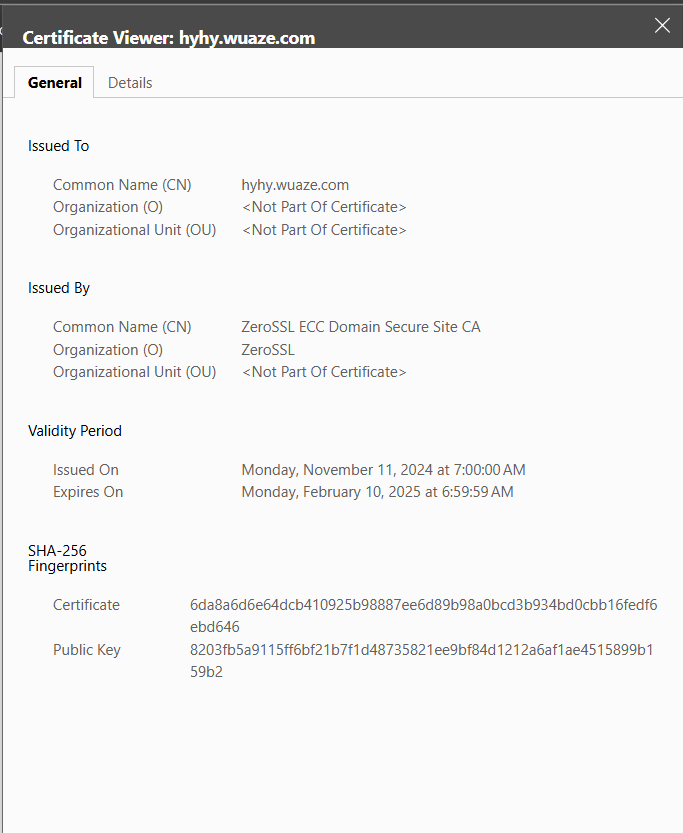 Certificate Viewer: hyhy.wuaze.com
General Details
Issued To
Common Name (CN) hyhy.wuaze.com
Organization (O) <Not Part Of Certificate>
Organizational Unit (OU) <Not Part Of Certificate>
Issued By
Common Name (CN) ZeroSSL ECC Domain Secure Site CA
Organization (O) ZeroSSL
Organizational Unit (OU) <Not Part Of Certificate>
Validity Period
Issued On Monday, November 11, 2024 at 7:00:00 AM
Expires On Monday, February 10, 2025 at 6:59:59 AM
SHA-256
Fingerprints
Certificate 6da8a6d6e64dcb410925b98887ee6d89b98a0bcd3b934bd0cbb16fedf6
ebd646
Public Key 8203fb5a9115ff6bf21b7f1d48735821ee9bf84d1212a6af1ae4515899b1
59b2